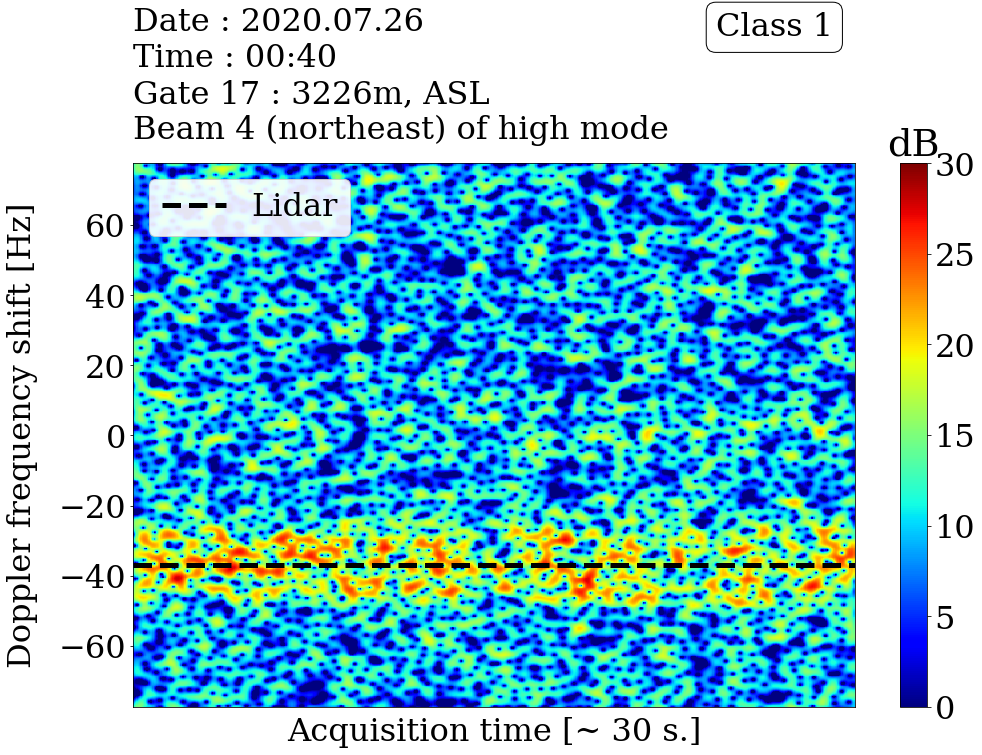 Date : 2020.07.26
Time : 00:40
Gate 17 : 3226m, ASL
Beam 4 (northeast) of high mode
Class 1
dB
Lidar
Doppler frequency shift [Hz]
60
40
20
0
−20
−40
−60
30
25
20
15
10
5
0
Acquisition time [~ 30 s.]